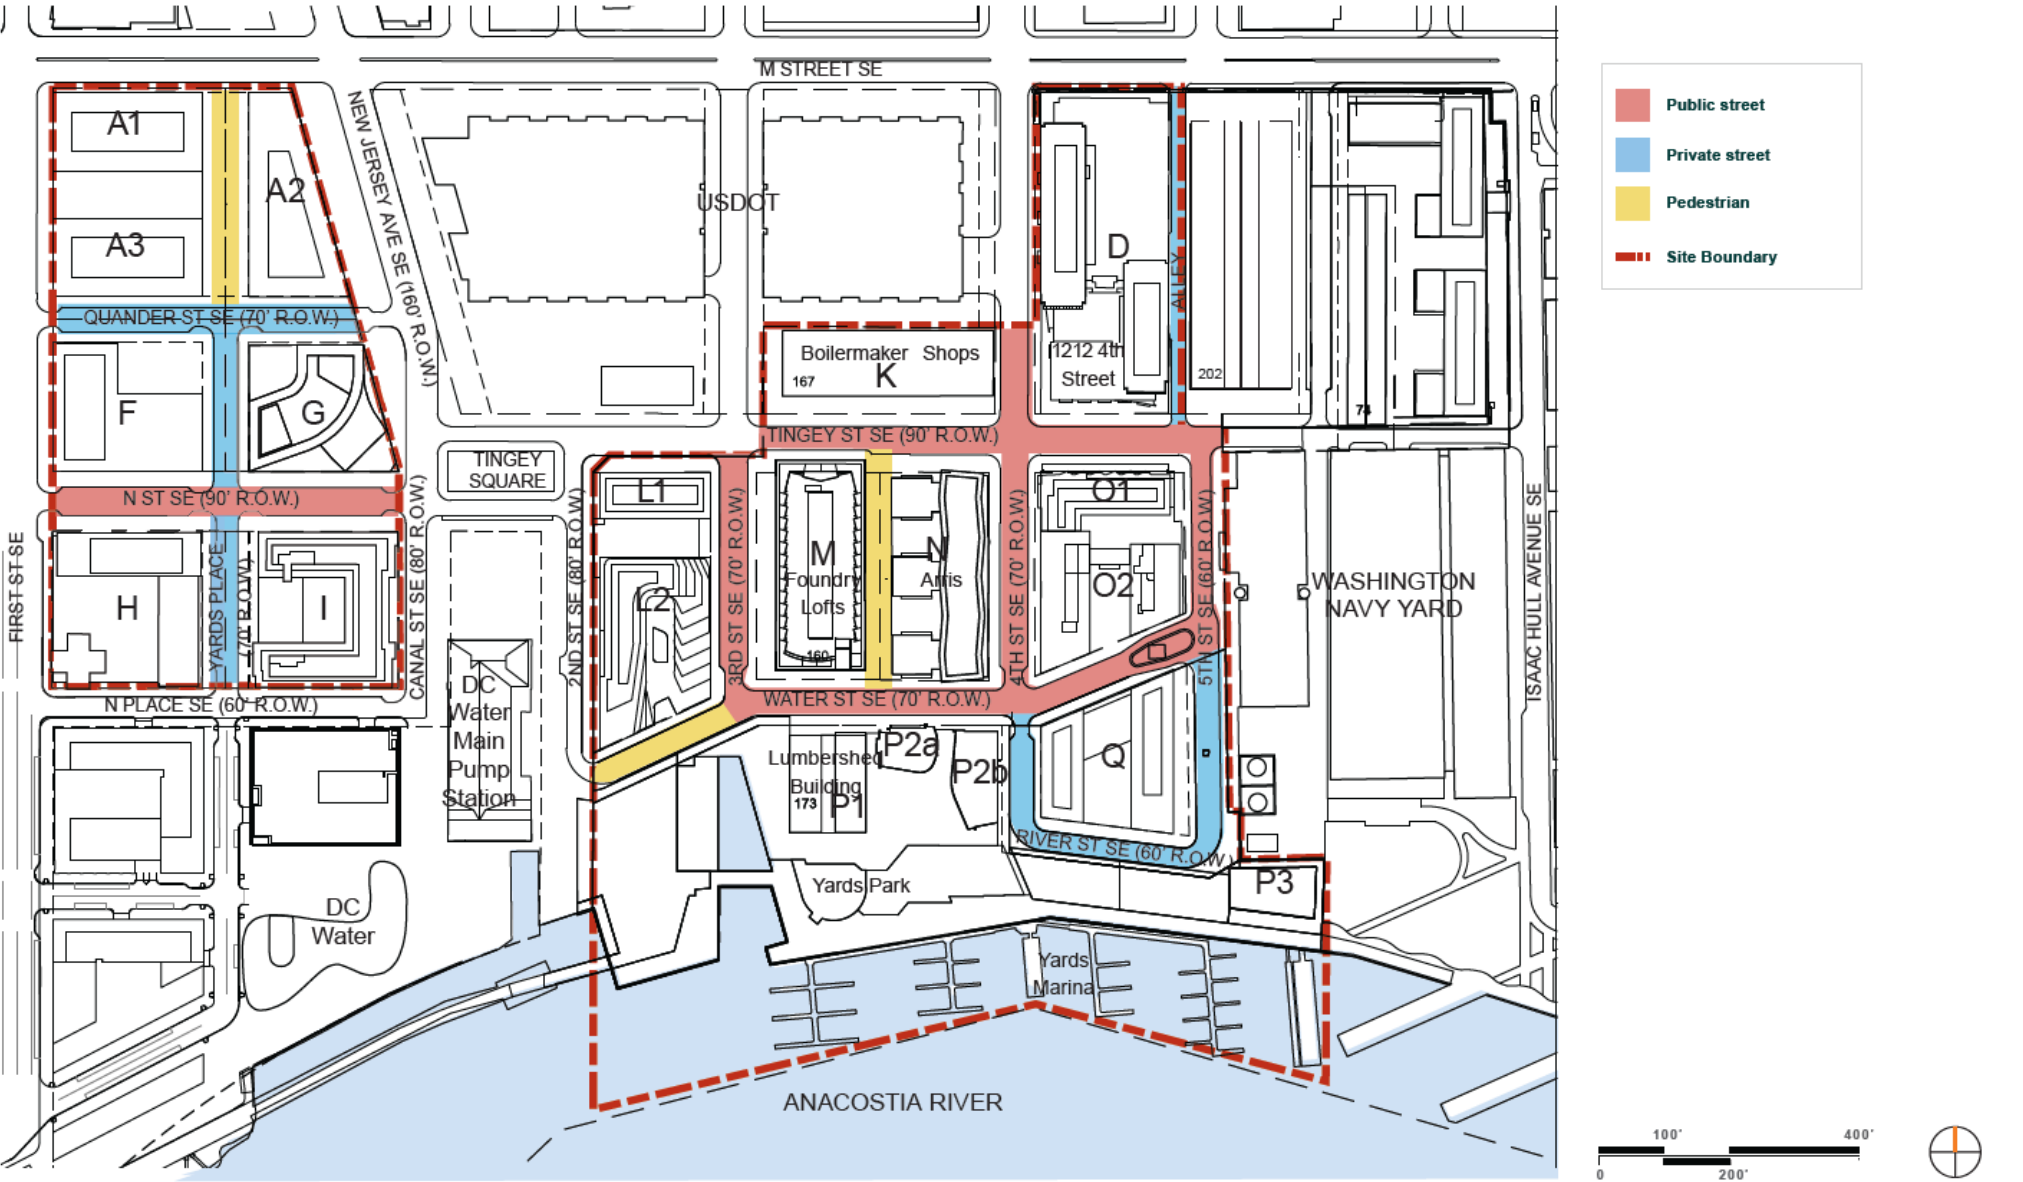 M STREET SE
A1
A2
A3
NEW JERSEY AVE SE (160' R.O.W.)
USDOT
D
ALLEY
QUANDER ST SE (70' R.O.W.)
Boilermaker Shops
167
K
1212 4th
Street
202
74
F
G
TINGEY ST SE (90' R.O.W.)
TINGEY
SQUARE
N ST SE (90' R.O.W.)
L1
O1
FIRST ST SE
H
YARDS PLACE
(70' R.O.W.)
I
CANAL ST SE (80' R.O.W.)
2ND ST SE (80' R.O.W.)
L2
3RD ST SE (70' R.O.W.)
M
Foundry
Lofts
160
N
Arris
4TH ST SE (70' R.O.W.)
O2
5TH ST SE (60' R.O.W.)
WASHINGTON
NAVY YARD
ISAAC HULL AVENUE SE
N PLACE SE (60' R.O.W.)
WATER ST SE (70' R.O.W.)
DC
Water
Main
Pump
Station
Lumbershed
Building
173
P1
P2a
P2b
Q
RIVER ST SE (60' R.O.W.)
Yards Park
P3
DC
Water
Yards
Marina
ANACOSTIA RIVER
Public street
Private street
Pedestrian
Site Boundary
100'
400'
0
200'